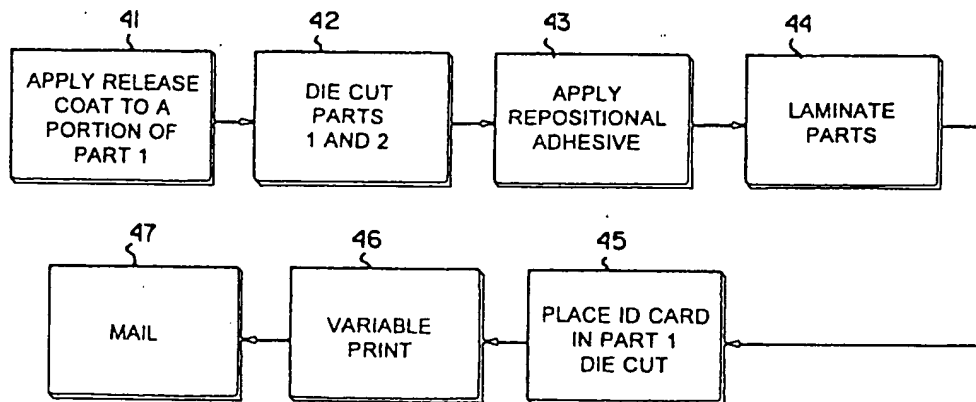 41
APPLY RELEASE
COAT TO A
PORTION OF
PART 1
42
DIE CUT
PARTS
1 AND 2
43
APPLY
REPOSITIONAL
ADHESIVE
44
LAMINATE
PARTS
47
MAIL
46
VARIABLE
PRINT
45
PLACE ID CARD
IN PART 1
DIE CUT